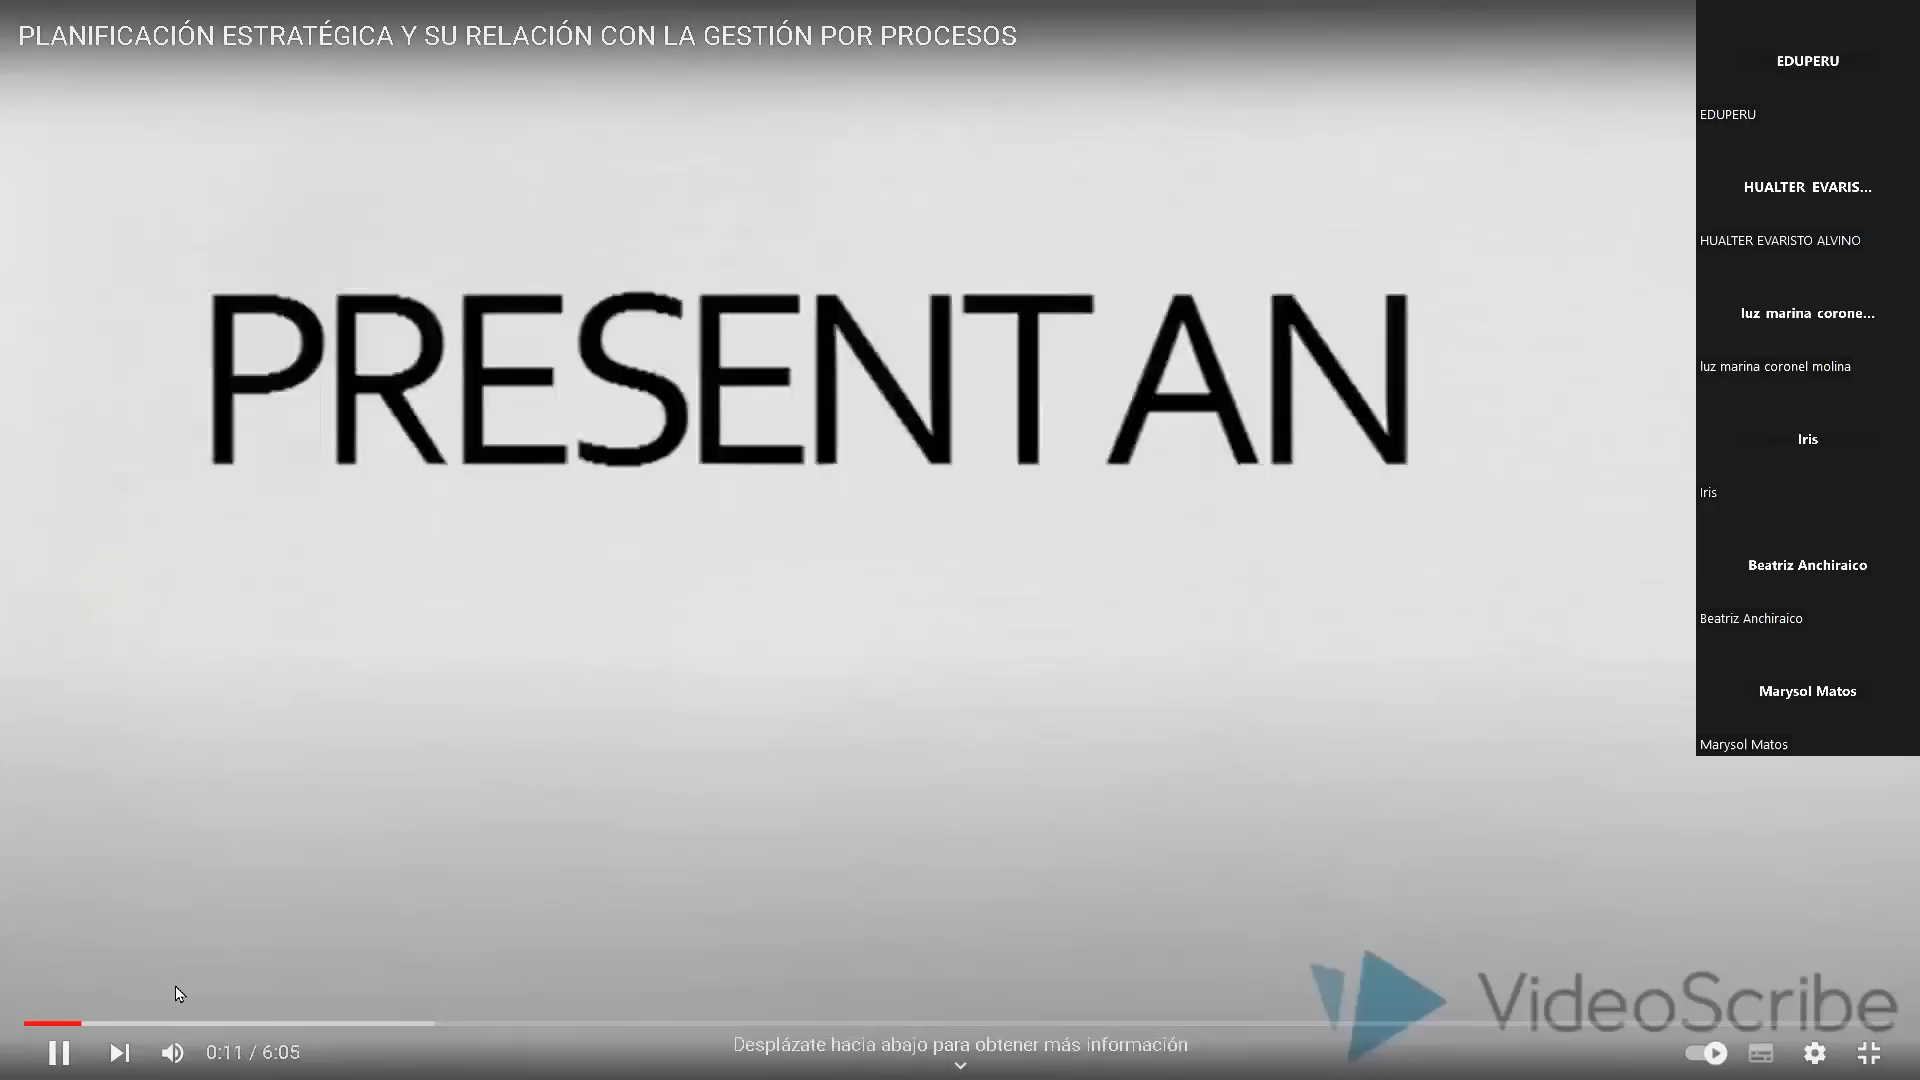 PLANIFICACIÓN ESTRATÉGICA Y SU RELACIÓN CON LA GESTIÓN POR PROCESOS
PRESENTAN
EDUPERU
EDUPERU
HUALTER EVARIS...
HUALTER EVARISTO ALVINO
luz marina corone...
luz marina coronel molina
Iris
Iris
Beatriz Anchiraico
Beatriz Anchiraico
Marysol Matos
Marysol Matos
VideoScribe
0:11 / 6:05
Desplázate hacia abajo para obtener más información